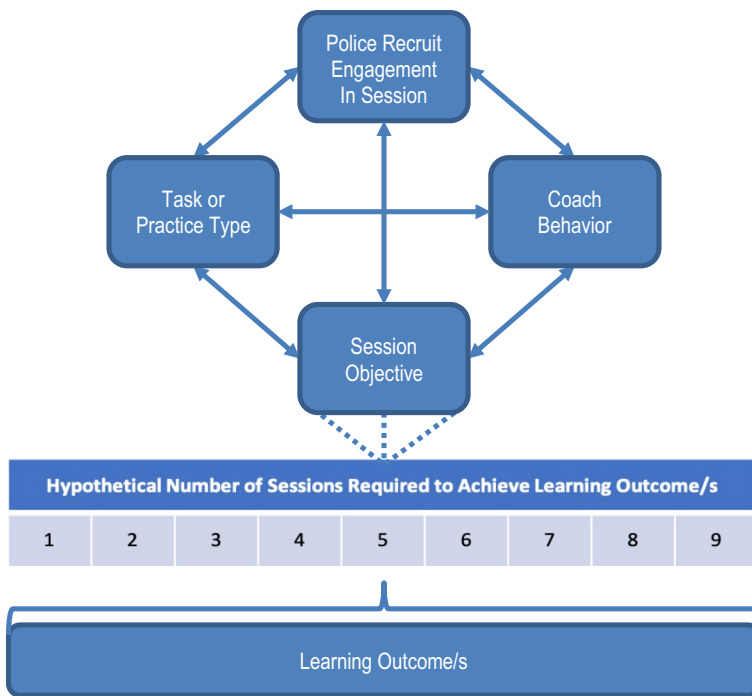 Police Recruit
Engagement
In Session
Task or
Practice Type
Coach
Behavior
Session
Objective
Hypothetical Number of Sessions Required to Achieve Learning Outcome/s
1 2 3 4 5 6 7 8 9
Learning Outcome/s